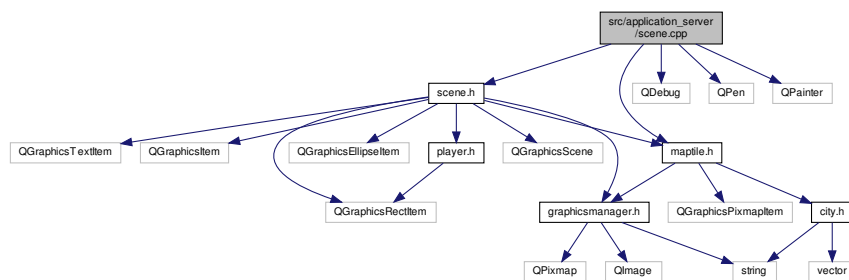 src/application_server
/scene.cpp
scene.h
QDebug
QPen
QPainter
QGraphicsTextItem
QGraphicsItem
QGraphicsEllipseItem
player.h
QGraphicsScene
maptile.h
QGraphicsRectItem
graphicsmanager.h
QGraphicsPixmapItem
city.h
QPixmap
QImage
string
vector